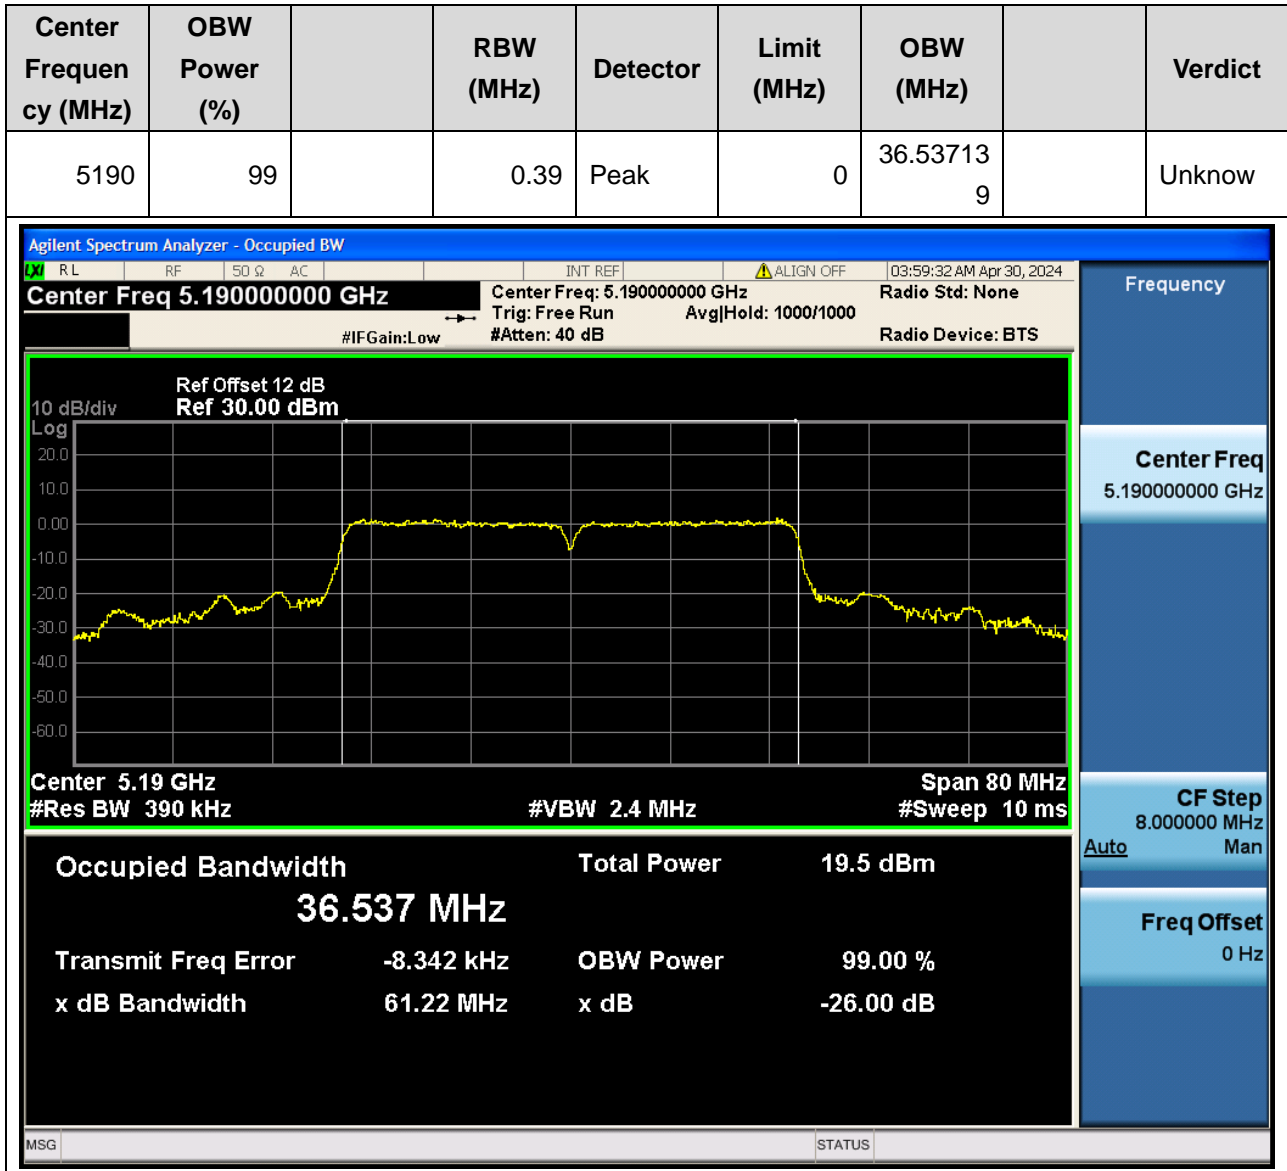 Center Frequen cy (MHz) OBW Power (%) RBW (MHz) Detector Limit (MHz) OBW (MHz) Verdict
5190 99 0.39 Peak 0 36.53713 9 Unknow
Agilent Spectrum Analyzer - Occupied BW
LXI RL RF 50 Ω AC INT REF ALIGN OFF 03:59:32 AM Apr 30, 2024
Center Freq 5.190000000 GHz
Center Freq: 5.190000000 GHz
Radio Std: None
Trig: Free Run Avg|Hold: 1000/1000
#IFGain:Low #Atten: 40 dB Radio Device: BTS
Ref Offset 12 dB
10 dB/div Ref 30.00 dBm
Log
20.0
10.0
0.00
-10.0
-20.0
-30.0
-40.0
-50.0
-60.0
Center 5.19 GHz Span 80 MHz
#Res BW 390 kHz #VBW 2.4 MHz #Sweep 10 ms
Occupied Bandwidth Total Power 19.5 dBm
36.537 MHz
Transmit Freq Error -8.342 kHz OBW Power 99.00 %
x dB Bandwidth 61.22 MHz x dB -26.00 dB
Frequency
Center Freq
5.190000000 GHz
CF Step
8.000000 MHz
Auto Man
Freq Offset
0 Hz
MSG STATUS